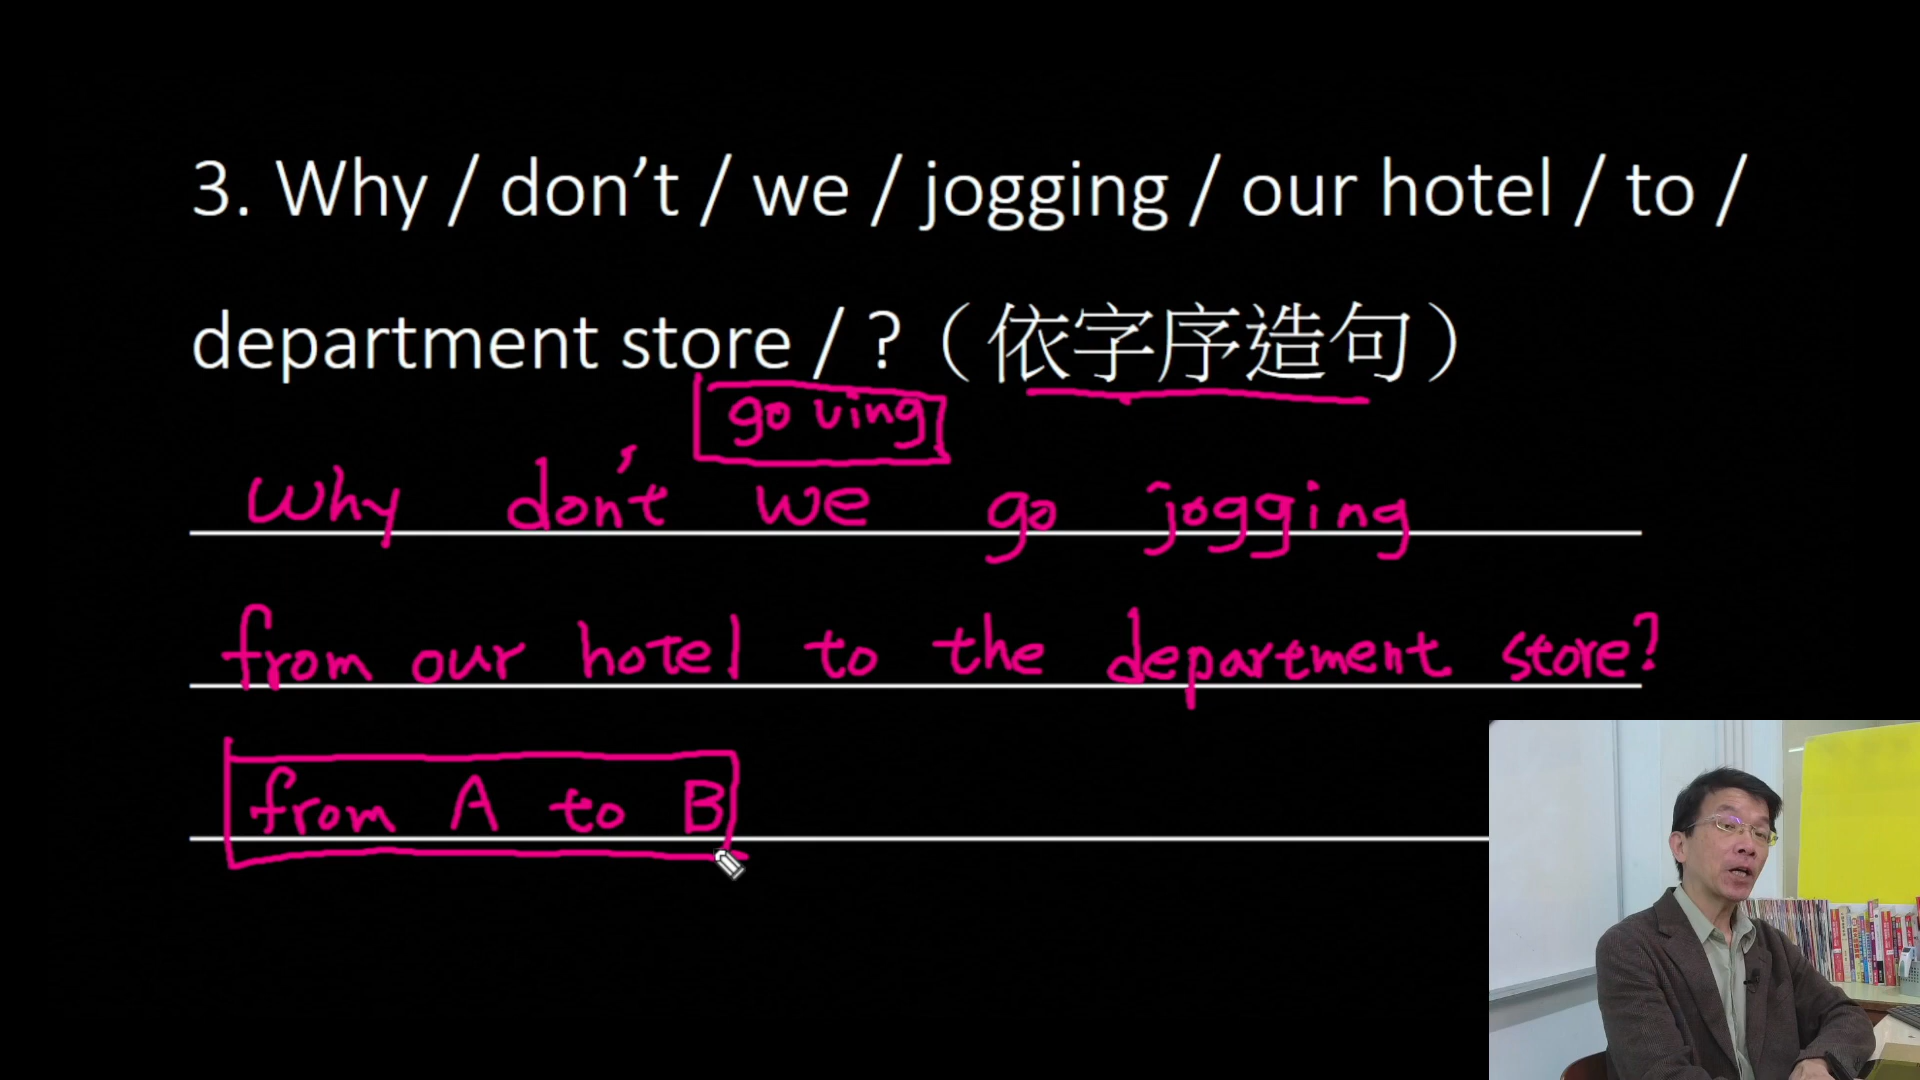 3. Why / don’t / we / jogging / our hotel / to /
department store / ?（依字序造句）
go ving
Why don't we go jogging
from our hotel to the department store?
from A to B